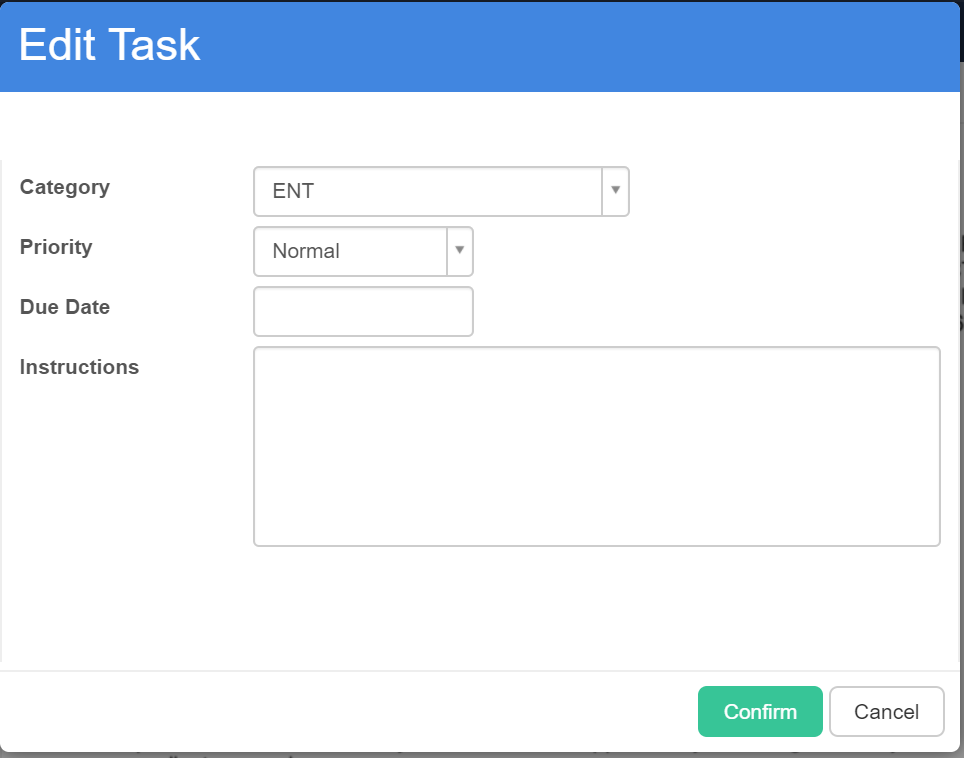 Edit Task
Category
ENT
Priority
Normal
Due Date
Instructions
Confirm
Cancel